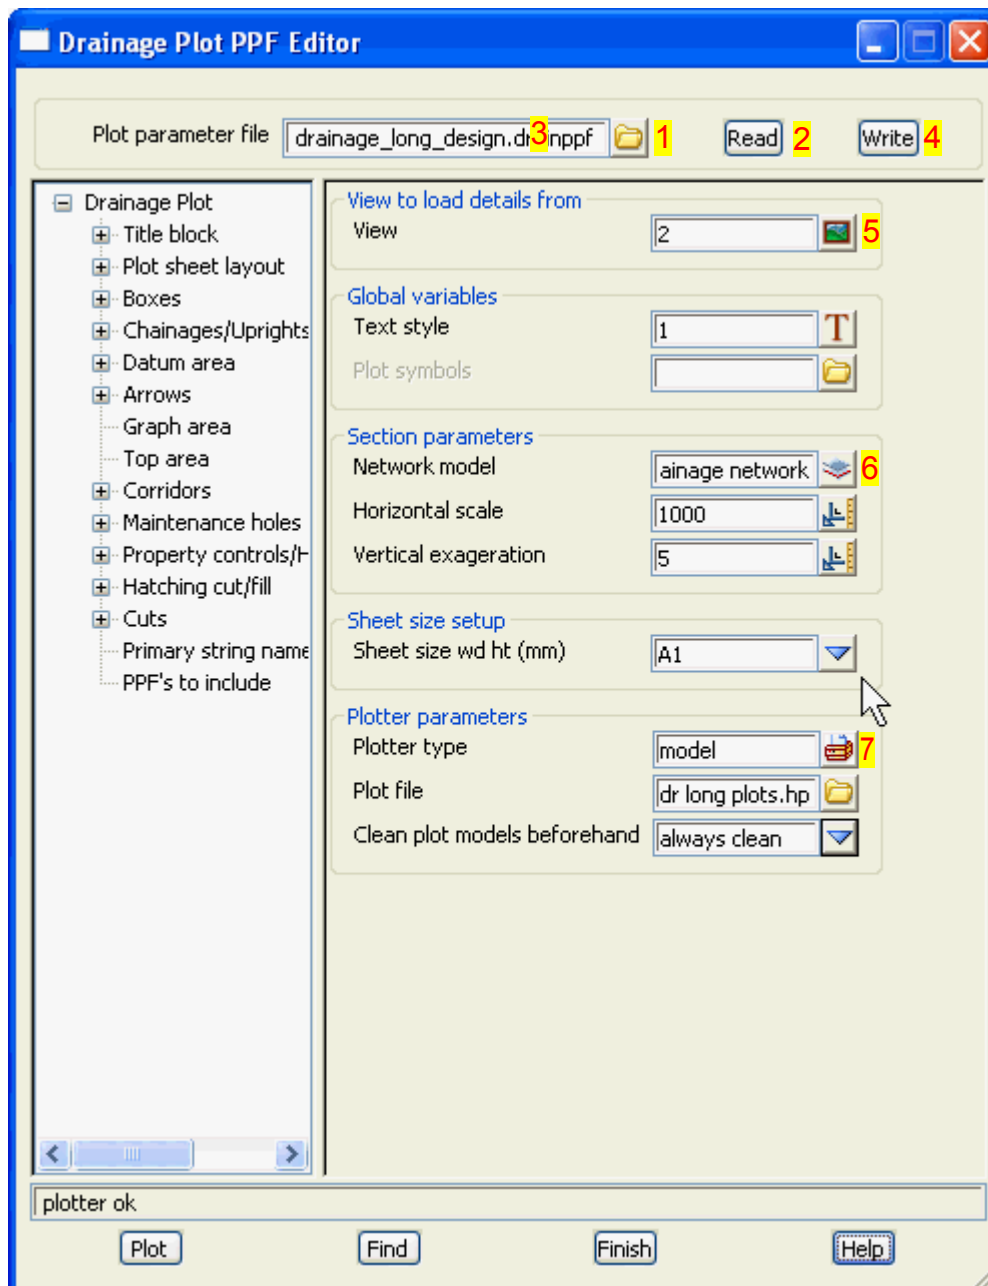 Drainage Plot PPF Editor
Plot parameter file drainage_long_design.drainppf 3 1 Read 2 Write 4
Drainage Plot
Title block
Plot sheet layout
Boxes
Chainages/Uprights
Datum area
Arrows
Graph area
Top area
Corridors
Maintenance holes
Property controls/H
Hatching cut/fill
Cuts
Primary string name
PPF's to include
View to load details from
View 2 5
Global variables
Text style 1 T
Plot symbols
Section parameters
Network model ainage network 6
Horizontal scale 1000
Vertical exageration 5
Sheet size setup
Sheet size wd ht (mm) A1
Plotter parameters
Plotter type model 7
Plot file dr long plots.hp
Clean plot models beforehand always clean
plotter ok
Plot Find Finish Help